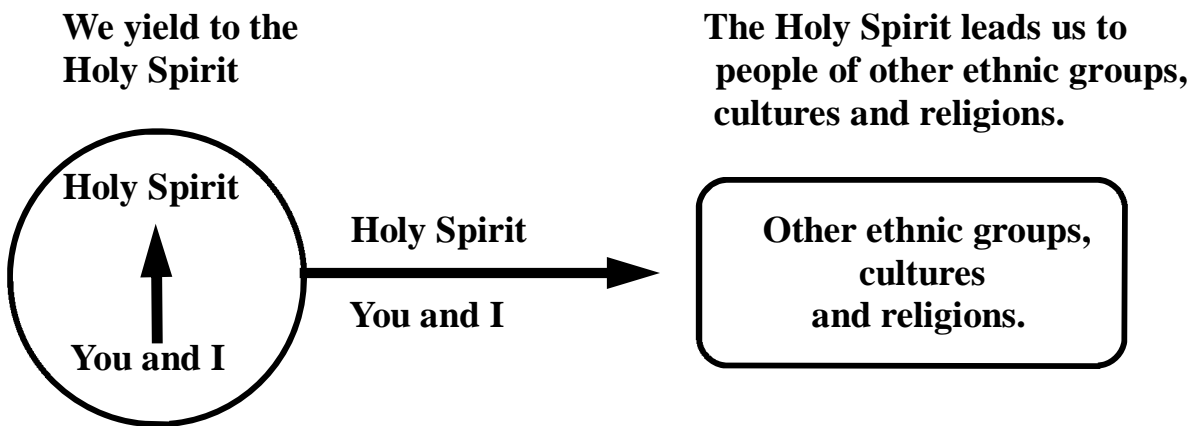 We yield to the
Holy Spirit
The Holy Spirit leads us to
people of other ethnic groups,
cultures and religions.
Holy Spirit
You and I
Holy Spirit
You and I
Other ethnic groups,
cultures
and religions.